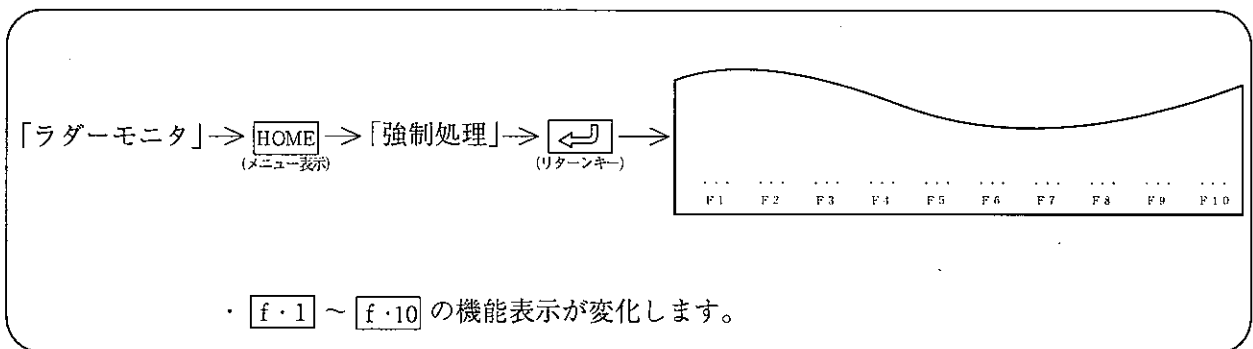 「ラダーモニタ」→ HOME →「強制処理」→ ⏎ →
(メニュー表示) (リターンキー)
... ... ... ... ... ... ... ... ... ...
F1 F2 F3 F4 F5 F6 F7 F8 F9 F10
・ f・1 ～ f・10 の機能表示が変化します。